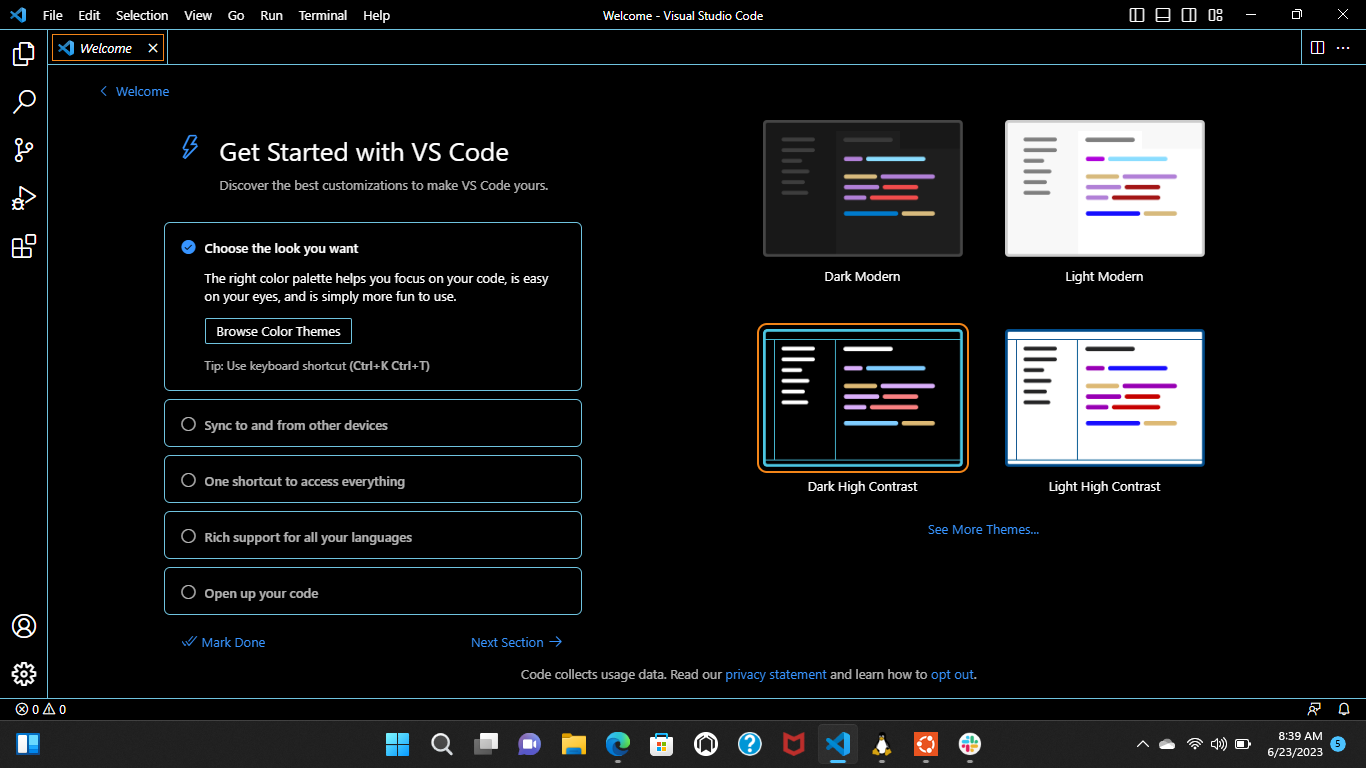 File Edit Selection View Go Run Terminal Help
Welcome - Visual Studio Code
Welcome
Welcome
Get Started with VS Code
Discover the best customizations to make VS Code yours.
Choose the look you want
The right color palette helps you focus on your code, is easy
on your eyes, and is simply more fun to use.
Browse Color Themes
Tip: Use keyboard shortcut (Ctrl+K Ctrl+T)
Sync to and from other devices
One shortcut to access everything
Rich support for all your languages
Open up your code
Mark Done
Next Section
Dark Modern
Light Modern
Dark High Contrast
Light High Contrast
See More Themes...
Code collects usage data. Read our privacy statement and learn how to opt out.
0 0
8:39 AM
6/23/2023
5